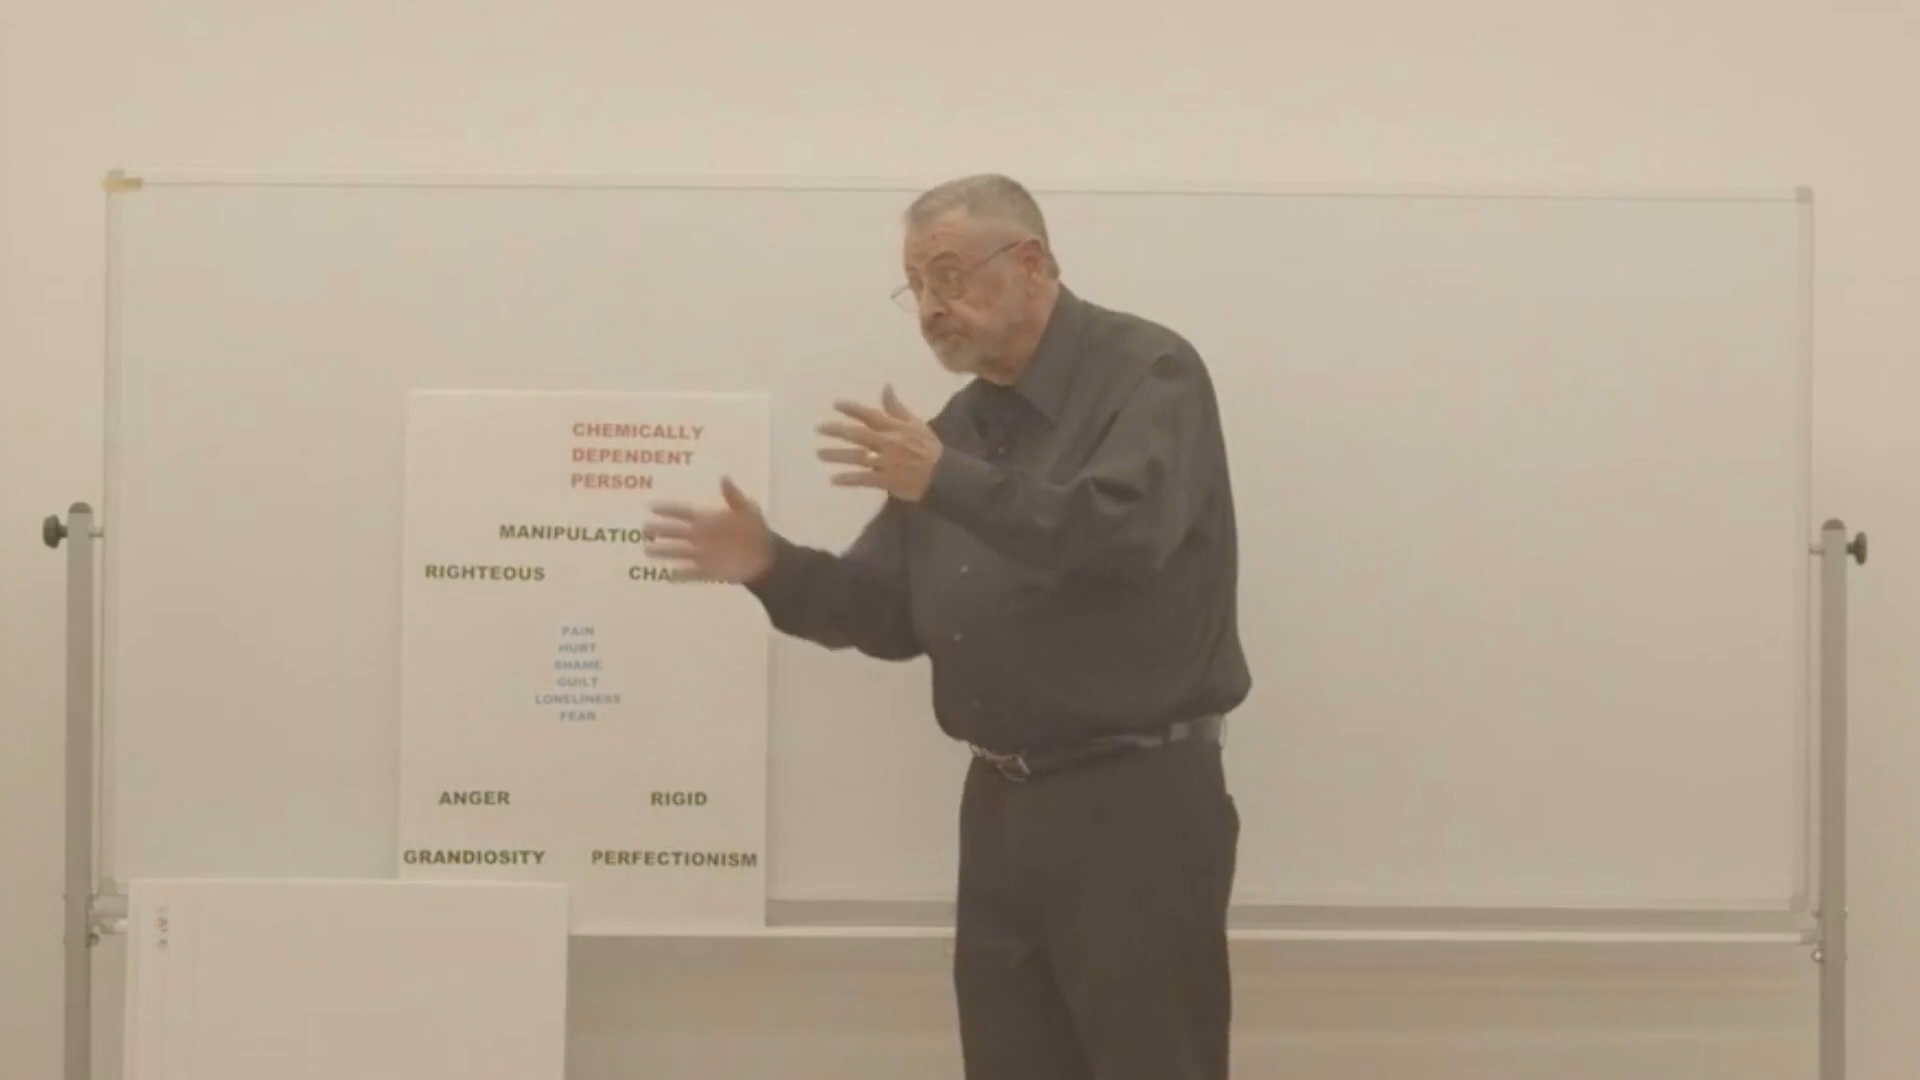 CHEMICALLY
DEPENDENT
PERSON
MANIPULATION
RIGHTEOUS
PAIN
HURT
SHAME
GUILT
LONELINESS
FEAR
ANGER RIGID
GRANDIOSITY PERFECTIONISM